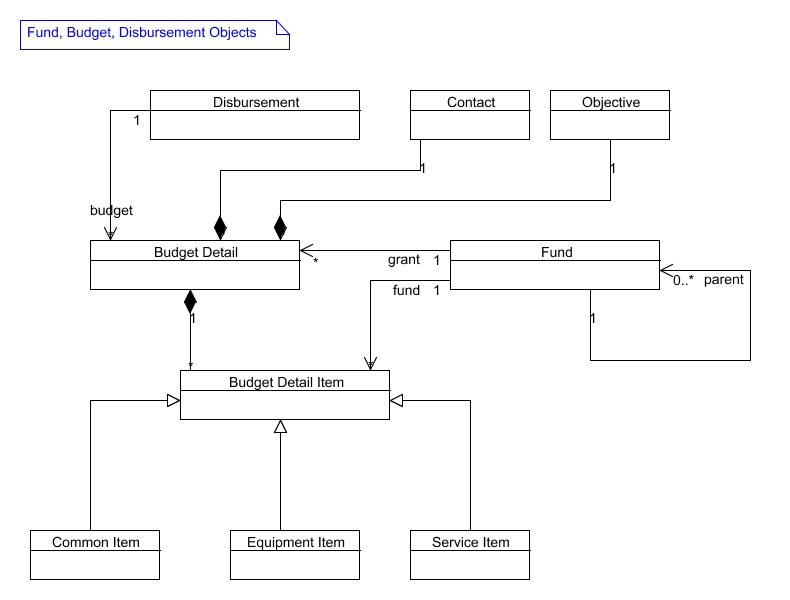 Fund, Budget, Disbursement Objects
Disbursement
Contact
Objective
1
1
1
budget
*
Budget Detail
Fund
*
grant
1
fund
1
0..*
parent
1
1
*
*
Budget Detail Item
Common Item
Equipment Item
Service Item